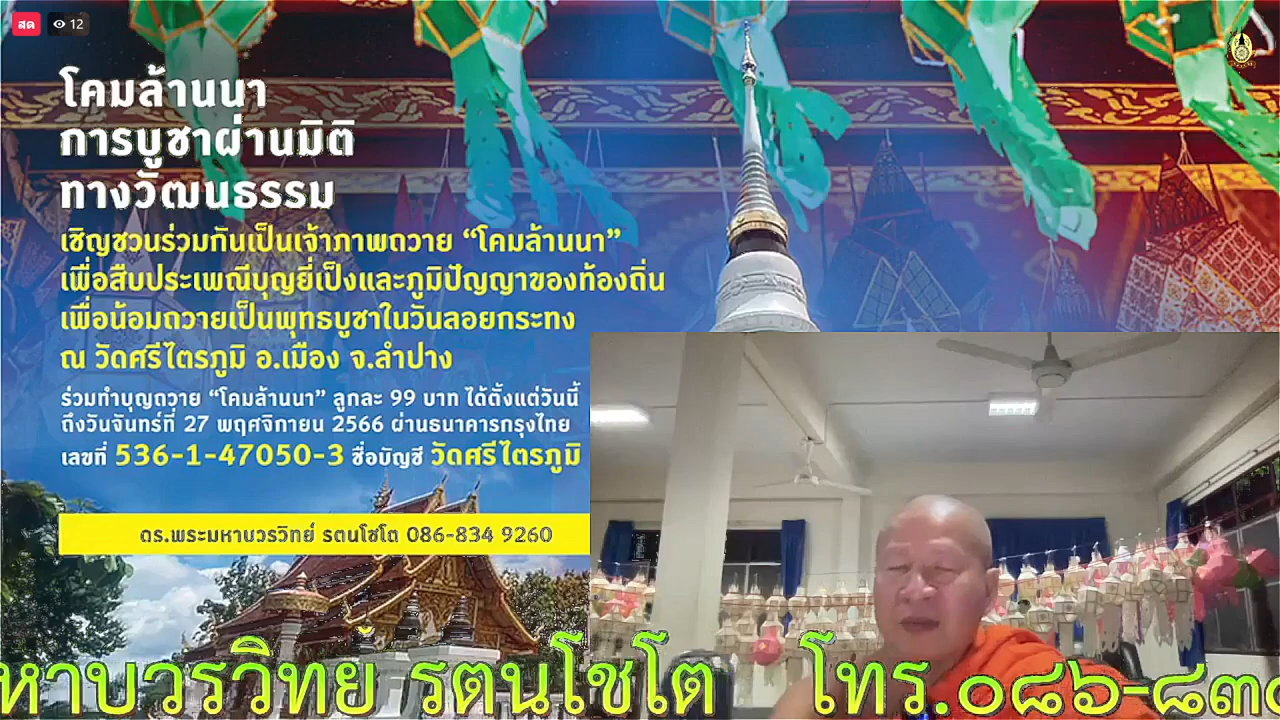 สด 12
โคมล้านนา
การบูชาผ่านมิติ
ทางวัฒนธรรม
เชิญชวนร่วมกันเป็นเจ้าภาพถวาย “โคมล้านนา”
เพื่อสืบประเพณีบุญยี่เป็งและภูมิปัญญาของท้องถิ่น
เพื่อน้อมถวายเป็นพุทธบูชาในวันลอยกระทง
ณ วัดศรีไตรภูมิ อ.เมือง จ.ลำปาง
ร่วมทำบุญถวาย “โคมล้านนา” ลูกละ 99 บาท ได้ตั้งแต่วันนี้
ถึงวันจันทร์ที่ 27 พฤศจิกายน 2566 ผ่านธนาคารกรุงไทย
เลขที่ 536-1-47050-3 ชื่อบัญชี วัดศรีไตรภูมิ
ดร.พระมหาบวรวิทย์ รตนโชโต 086-834 9260
หาบวรวิทย์ รตนโชโต โทร.๐๘๖-๘๓๔